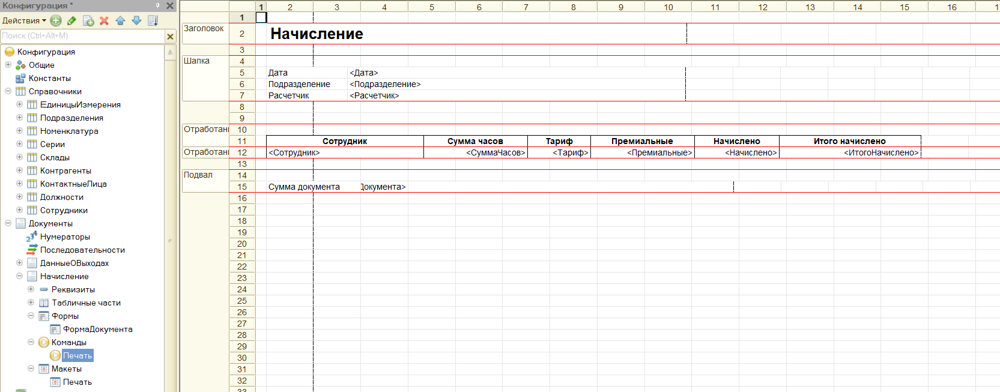 Конфигурация *
Действия
Поиск (Ctrl+Alt+M)
Конфигурация
Общие
Константы
Справочники
ЕдиницыИзмерения
Подразделения
Номенклатура
Серии
Склады
Контрагенты
КонтактныеЛица
Должности
Сотрудники
Документы
Нумераторы
Последовательности
ДанныеОВыходах
Начисление
Реквизиты
Табличные части
Формы
ФормаДокумента
Команды
Печать
Макеты
Печать
1 2 3 4 5 6 7 8 9 10 11 12 13 14 15 16
1
Заголовок 2 Начисление
3
Шапка 4
5 Дата <Дата>
6 Подразделение <Подразделение>
7 Расчетчик <Расчетчик>
8
9
Отработан 10
11 Сотрудник Сумма часов Тариф Премиальные Начислено Итого начислено
Отработан 12 <Сотрудник> <СуммаЧасов> <Тариф> <Премиальные> <Начислено> <ИтогоНачислено>
13
Подвал 14
15 Сумма документа Документа>
16
17
18
19
20
21
22
23
24
25
26
27
28
29
30
31
32